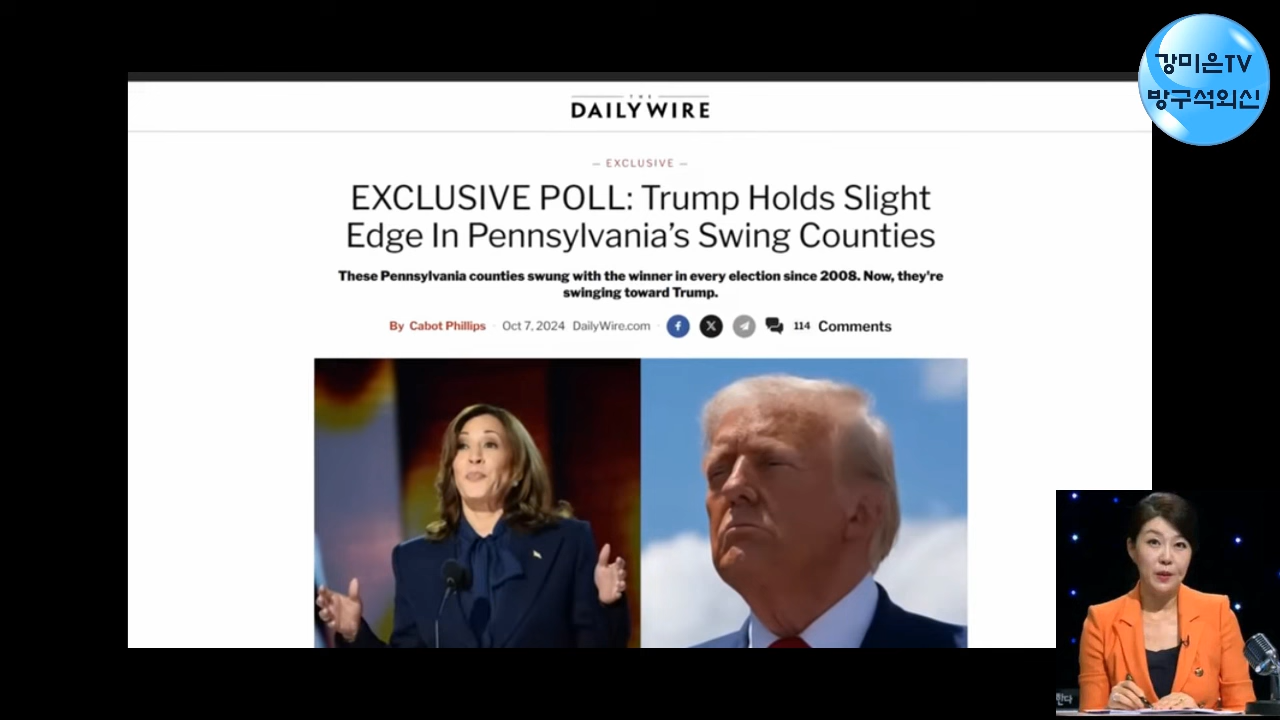 강미은TV
방구석외신
THE
DAILY WIRE
— EXCLUSIVE —
EXCLUSIVE POLL: Trump Holds Slight
Edge In Pennsylvania’s Swing Counties
These Pennsylvania counties swung with the winner in every election since 2008. Now, they're
swinging toward Trump.
By Cabot Phillips · Oct 7, 2024 DailyWire.com · 114 Comments